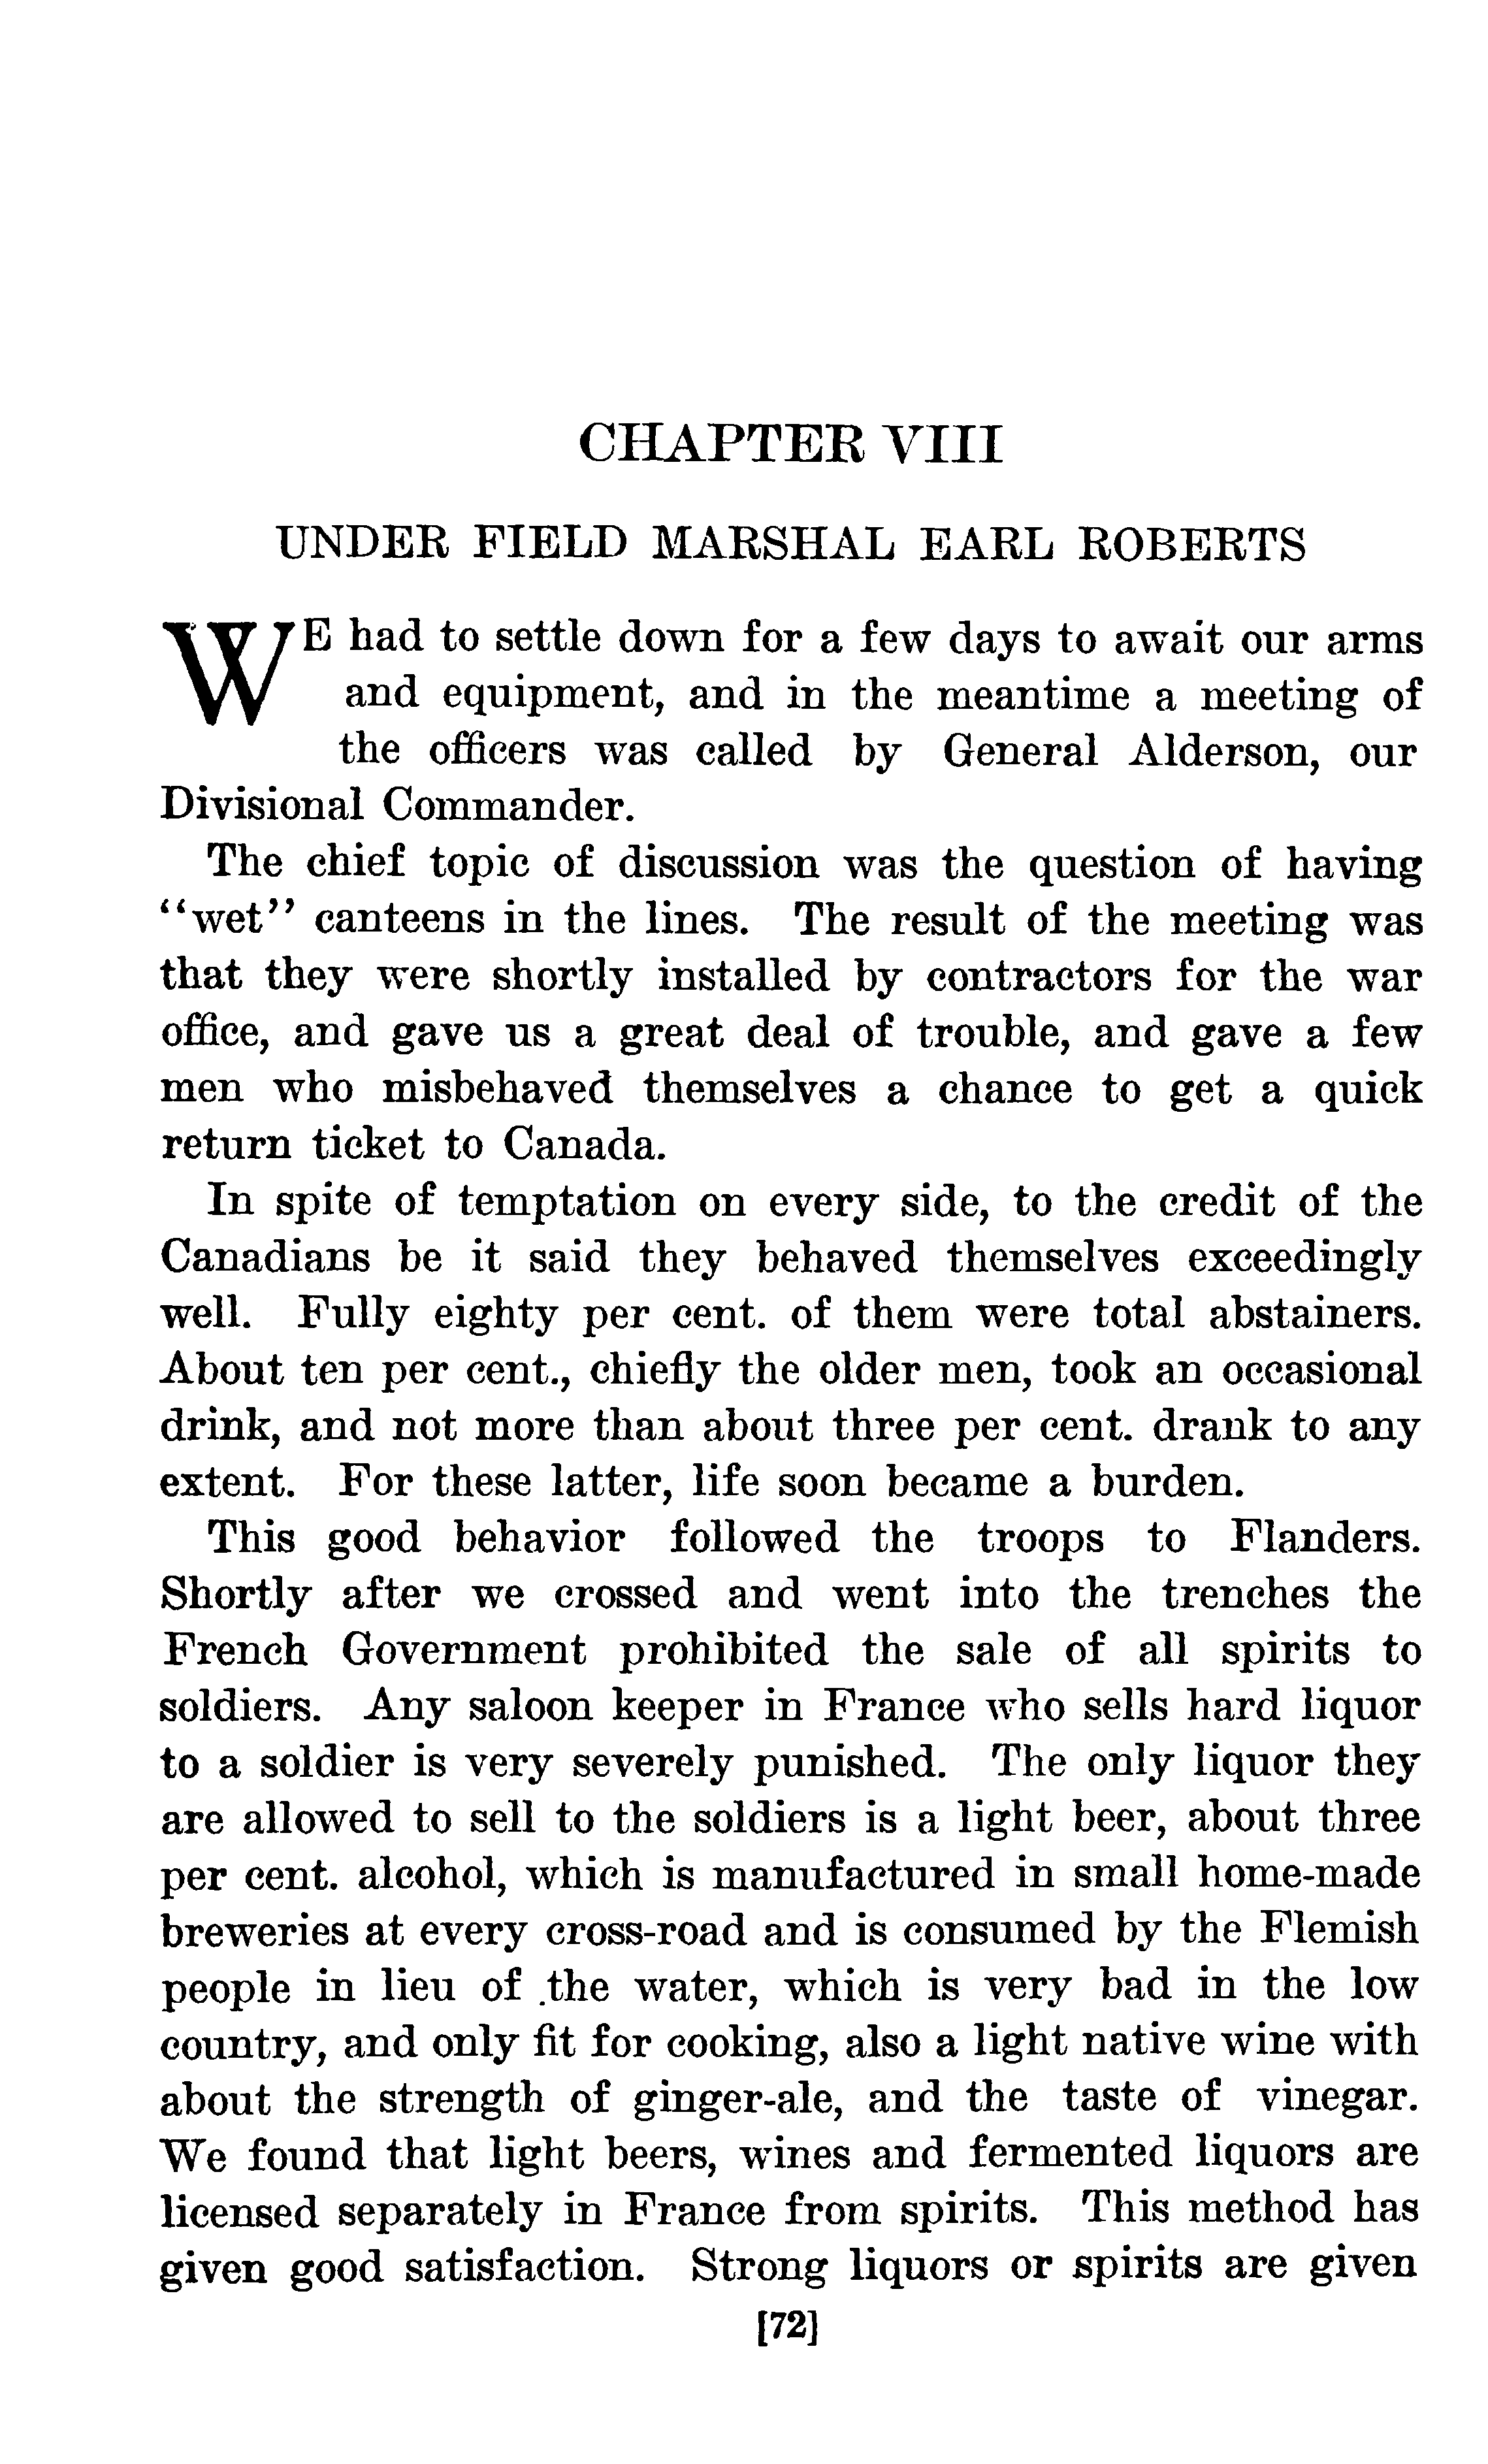 CHAPTER VIII
UNDER FIELD MARSHAL EARL ROBERTS
WE had to settle down for a few days to await our arms
and equipment, and in the meantime a meeting of
the officers was called by General Alderson, our
Divisional Commander.
The chief topic of discussion was the question of having
"wet" canteens in the lines. The result of the meeting was
that they were shortly installed by contractors for the war
office, and gave us a great deal of trouble, and gave a few
men who misbehaved themselves a chance to get a quick
return ticket to Canada.
In spite of temptation on every side, to the credit of the
Canadians be it said they behaved themselves exceedingly
well. Fully eighty per cent. of them were total abstainers.
About ten per cent., chiefly the older men, took an occasional
drink, and not more than about three per cent. drank to any
extent. For these latter, life soon became a burden.
This good behavior followed the troops to Flanders.
Shortly after we crossed and went into the trenches the
French Government prohibited the sale of all spirits to
soldiers. Any saloon keeper in France who sells hard liquor
to a soldier is very severely punished. The only liquor they
are allowed to sell to the soldiers is a light beer, about three
per cent. alcohol, which is manufactured in small home-made
breweries at every cross-road and is consumed by the Flemish
people in lieu of the water, which is very bad in the low
country, and only fit for cooking, also a light native wine with
about the strength of ginger-ale, and the taste of vinegar.
We found that light beers, wines and fermented liquors are
licensed separately in France from spirits. This method has
given good satisfaction. Strong liquors or spirits are given
[72]